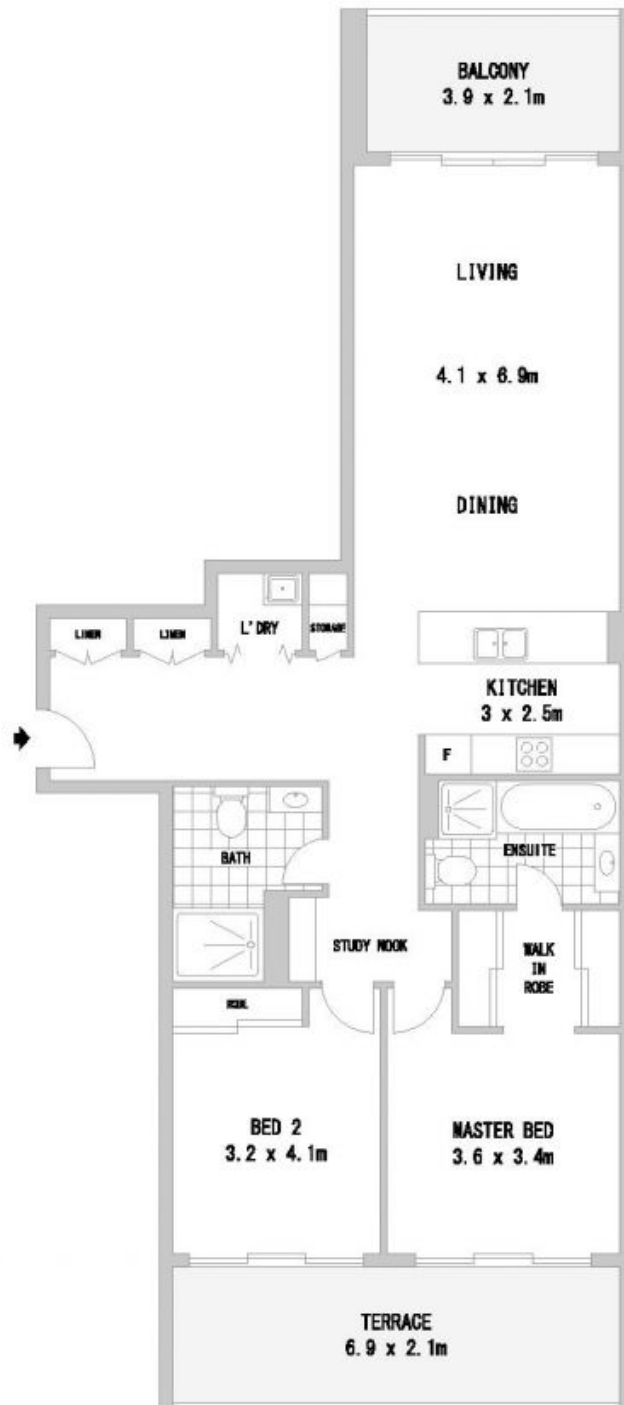 BALCONY
3.9 x 2.1m
LIVING
4.1 x 6.9m
DINING
LINEN
LINEN
L'DRY
STORAGE
KITCHEN
3 x 2.5m
F
BATH
ENSUITE
STUDY NOOK
WALK
IN
ROBE
BED 2
3.2 x 4.1m
MASTER BED
3.6 x 3.4m
TERRACE
6.9 x 2.1m